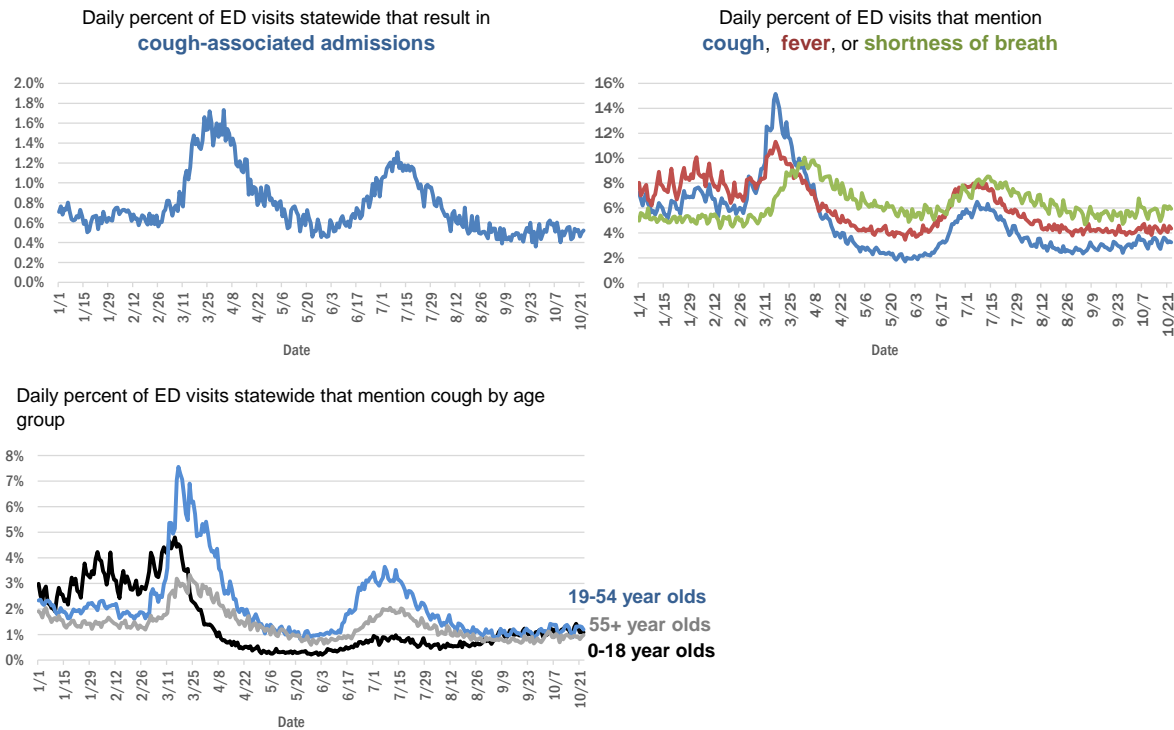 Daily percent of ED visits statewide that result in
cough-associated admissions
2.0%
1.8%
1.6%
1.4%
1.2%
1.0%
0.8%
0.6%
0.4%
0.2%
0.0%
1/1 1/15 1/29 2/12 2/26 3/11 3/25 4/8 4/22 5/6 5/20 6/3 6/17 7/1 7/15 7/29 8/12 8/26 9/9 9/23 10/7 10/21
Date
Daily percent of ED visits that mention
cough, fever, or shortness of breath
16%
14%
12%
10%
8%
6%
4%
2%
0%
1/1 1/15 1/29 2/12 2/26 3/11 3/25 4/8 4/22 5/6 5/20 6/3 6/17 7/1 7/15 7/29 8/12 8/26 9/9 9/23 10/7 10/21
Date
Daily percent of ED visits statewide that mention cough by age
group
8%
7%
6%
5%
4%
3%
2%
1%
0%
19-54 year olds
55+ year olds
0-18 year olds
1/1 1/15 1/29 2/12 2/26 3/11 3/25 4/8 4/22 5/6 5/20 6/3 6/17 7/1 7/15 7/29 8/12 8/26 9/9 9/23 10/7 10/21
Date